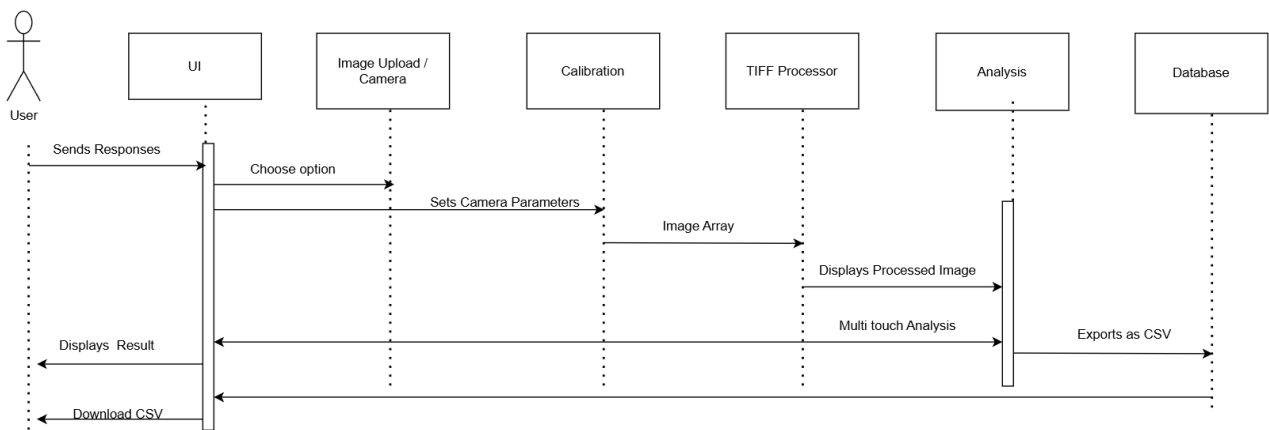 User
UI
Image Upload /
Camera
Calibration
TIFF Processor
Analysis
Database
Sends Responses
Choose option
Sets Camera Parameters
Image Array
Displays Processed Image
Multi touch Analysis
Exports as CSV
Displays  Result
Download CSV